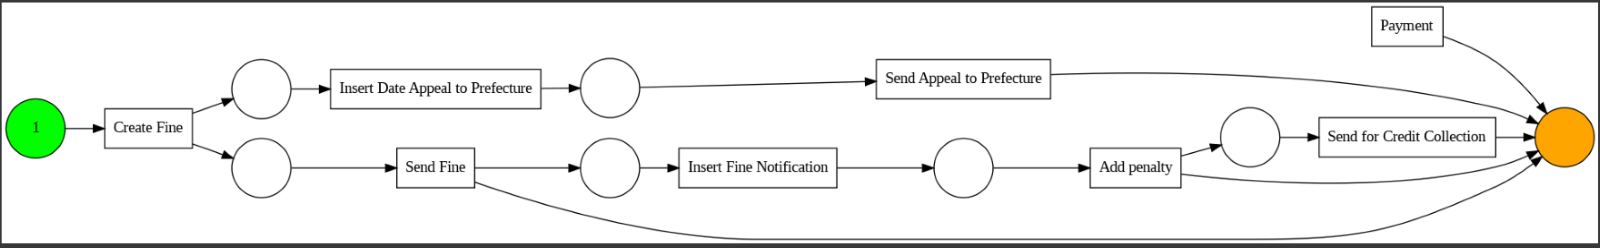 Payment
Insert Date Appeal to Prefecture
Send Appeal to Prefecture
1
Create Fine
Send for Credit Collection
Send Fine
Insert Fine Notification
Add penalty